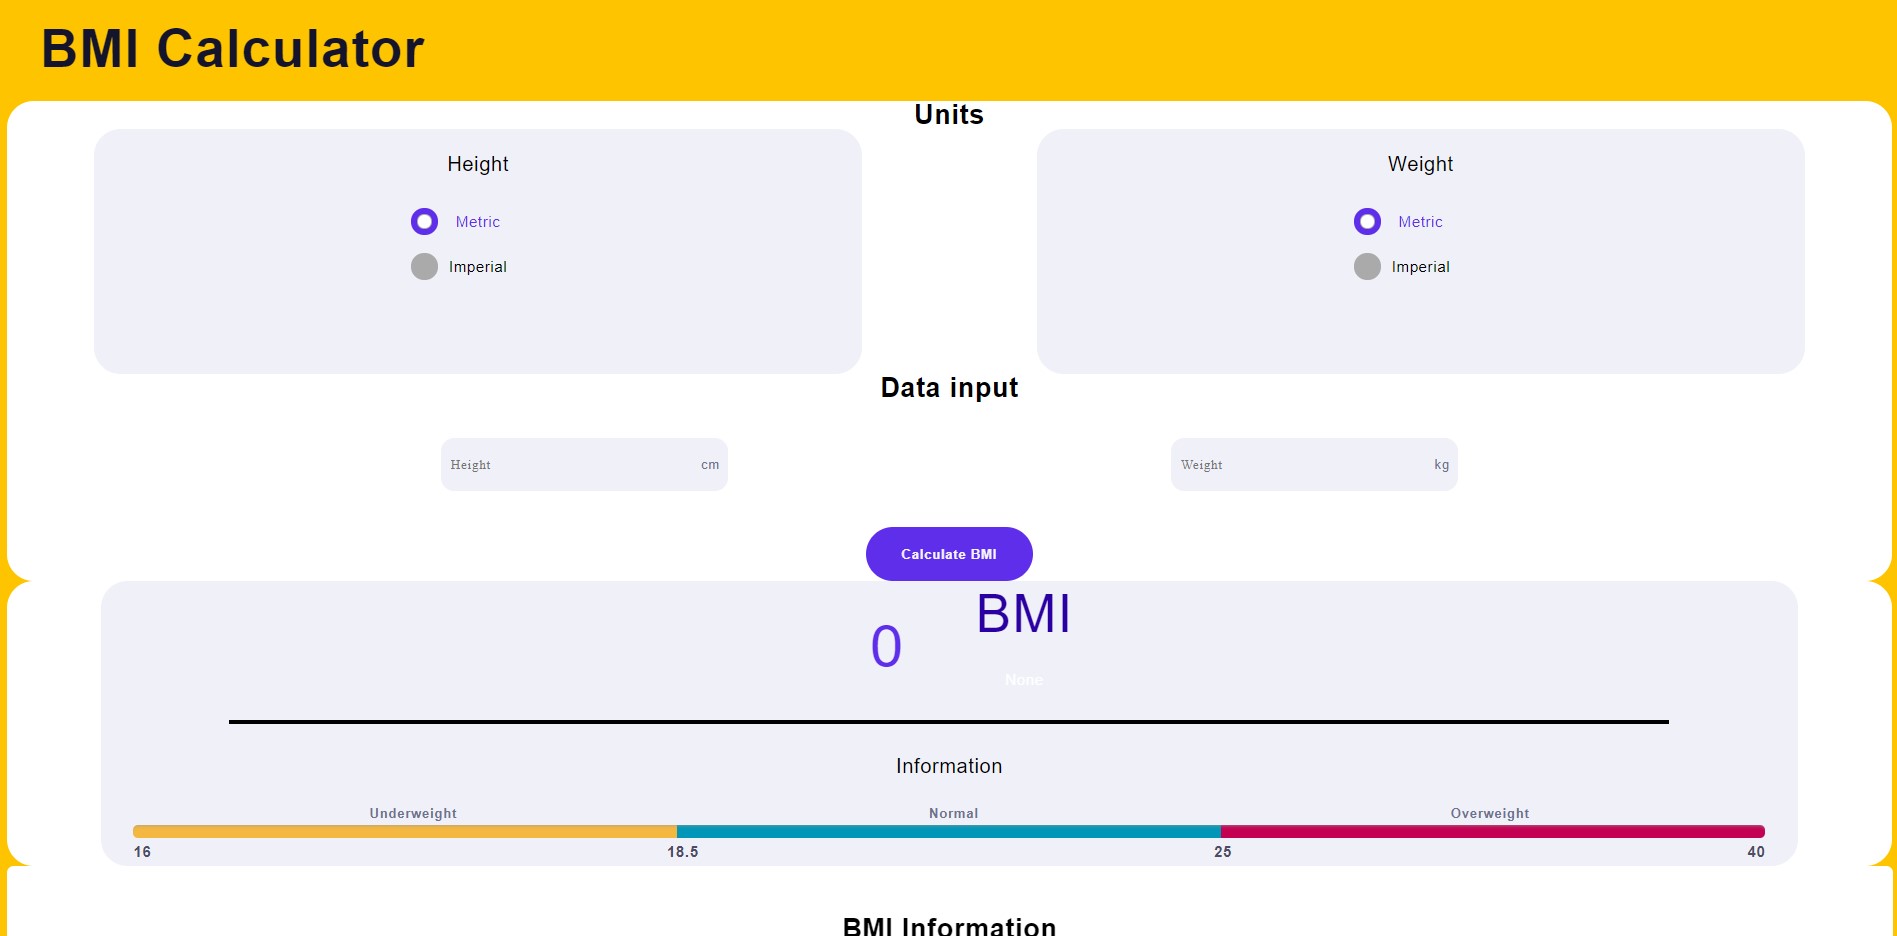 BMI Calculator
Units
Height
Metric
Imperial
Weight
Metric
Imperial
Data input
Height cm
Weight kg
Calculate BMI
0
BMI
None
Information
Underweight Normal Overweight
16 18.5 25 40
BMI Information